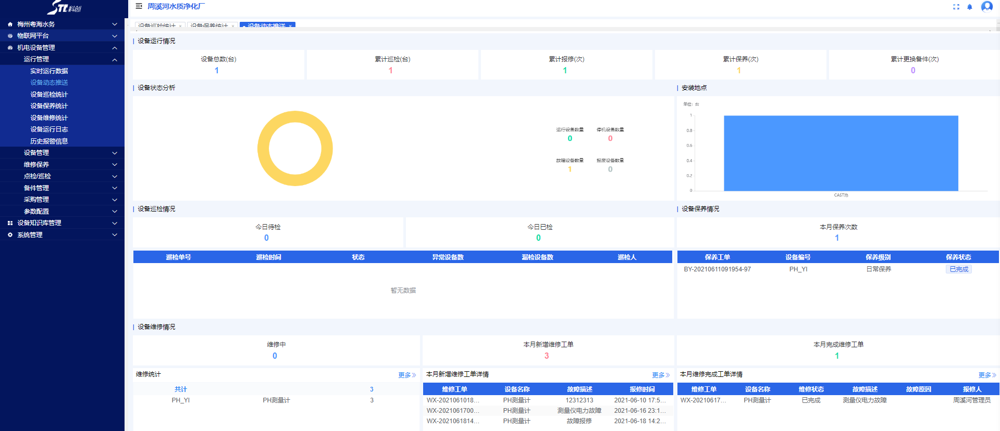 STC科创
周溪河水质净化厂
梅州粤海水务
物联网平台
机电设备管理
运行管理
实时运行数据
设备动态推送
设备巡检统计
设备保养统计
设备维修统计
设备运行日志
历史报警信息
设备管理
维修保养
点检/巡检
备件管理
采购管理
参数配置
设备知识库管理
系统管理
设备巡检统计 × 设备保养统计 × 设备动态推送 ×
设备运行情况
设备总数(台) 累计巡检(台) 累计报修(次) 累计保养(次) 累计更换备件(次)
1 1 1 1 0
设备状态分析
运行设备数量 停机设备数量
0 0
故障设备数量 报废设备数量
1 0
安装地点
单位：台
1
0.8
0.6
0.4
0.2
0
CAST池
设备巡检情况
今日待检 今日已检
0 0
巡检单号 巡检时间 状态 异常设备数 漏检设备数 巡检人
暂无数据
设备保养情况
本月保养次数
1
保养工单 设备编号 保养级别 保养状态
BY-20210611091954-97 PH_YI 日常保养 已完成
设备维修情况
维修中 本月新增维修工单 本月完成维修工单
0 3 1
维修统计 更多
共计 3
PH_YI PH测量计 3
本月新增维修工单详情 更多
维修工单 设备名称 故障描述 报修时间
WX-2021061018... PH测量计 12312313 2021-06-10 17:5...
WX-2021061700... PH测量计 测量仪电力故障 2021-06-16 23:1...
WX-2021061814... PH测量计 故障报修 2021-06-18 14:2...
本月维修完成工单详情 更多
维修工单 设备名称 维修状态 故障描述 故障原因 报修人
WX-20210617... PH测量计 已完成 测量仪电力故障 周溪河管理员